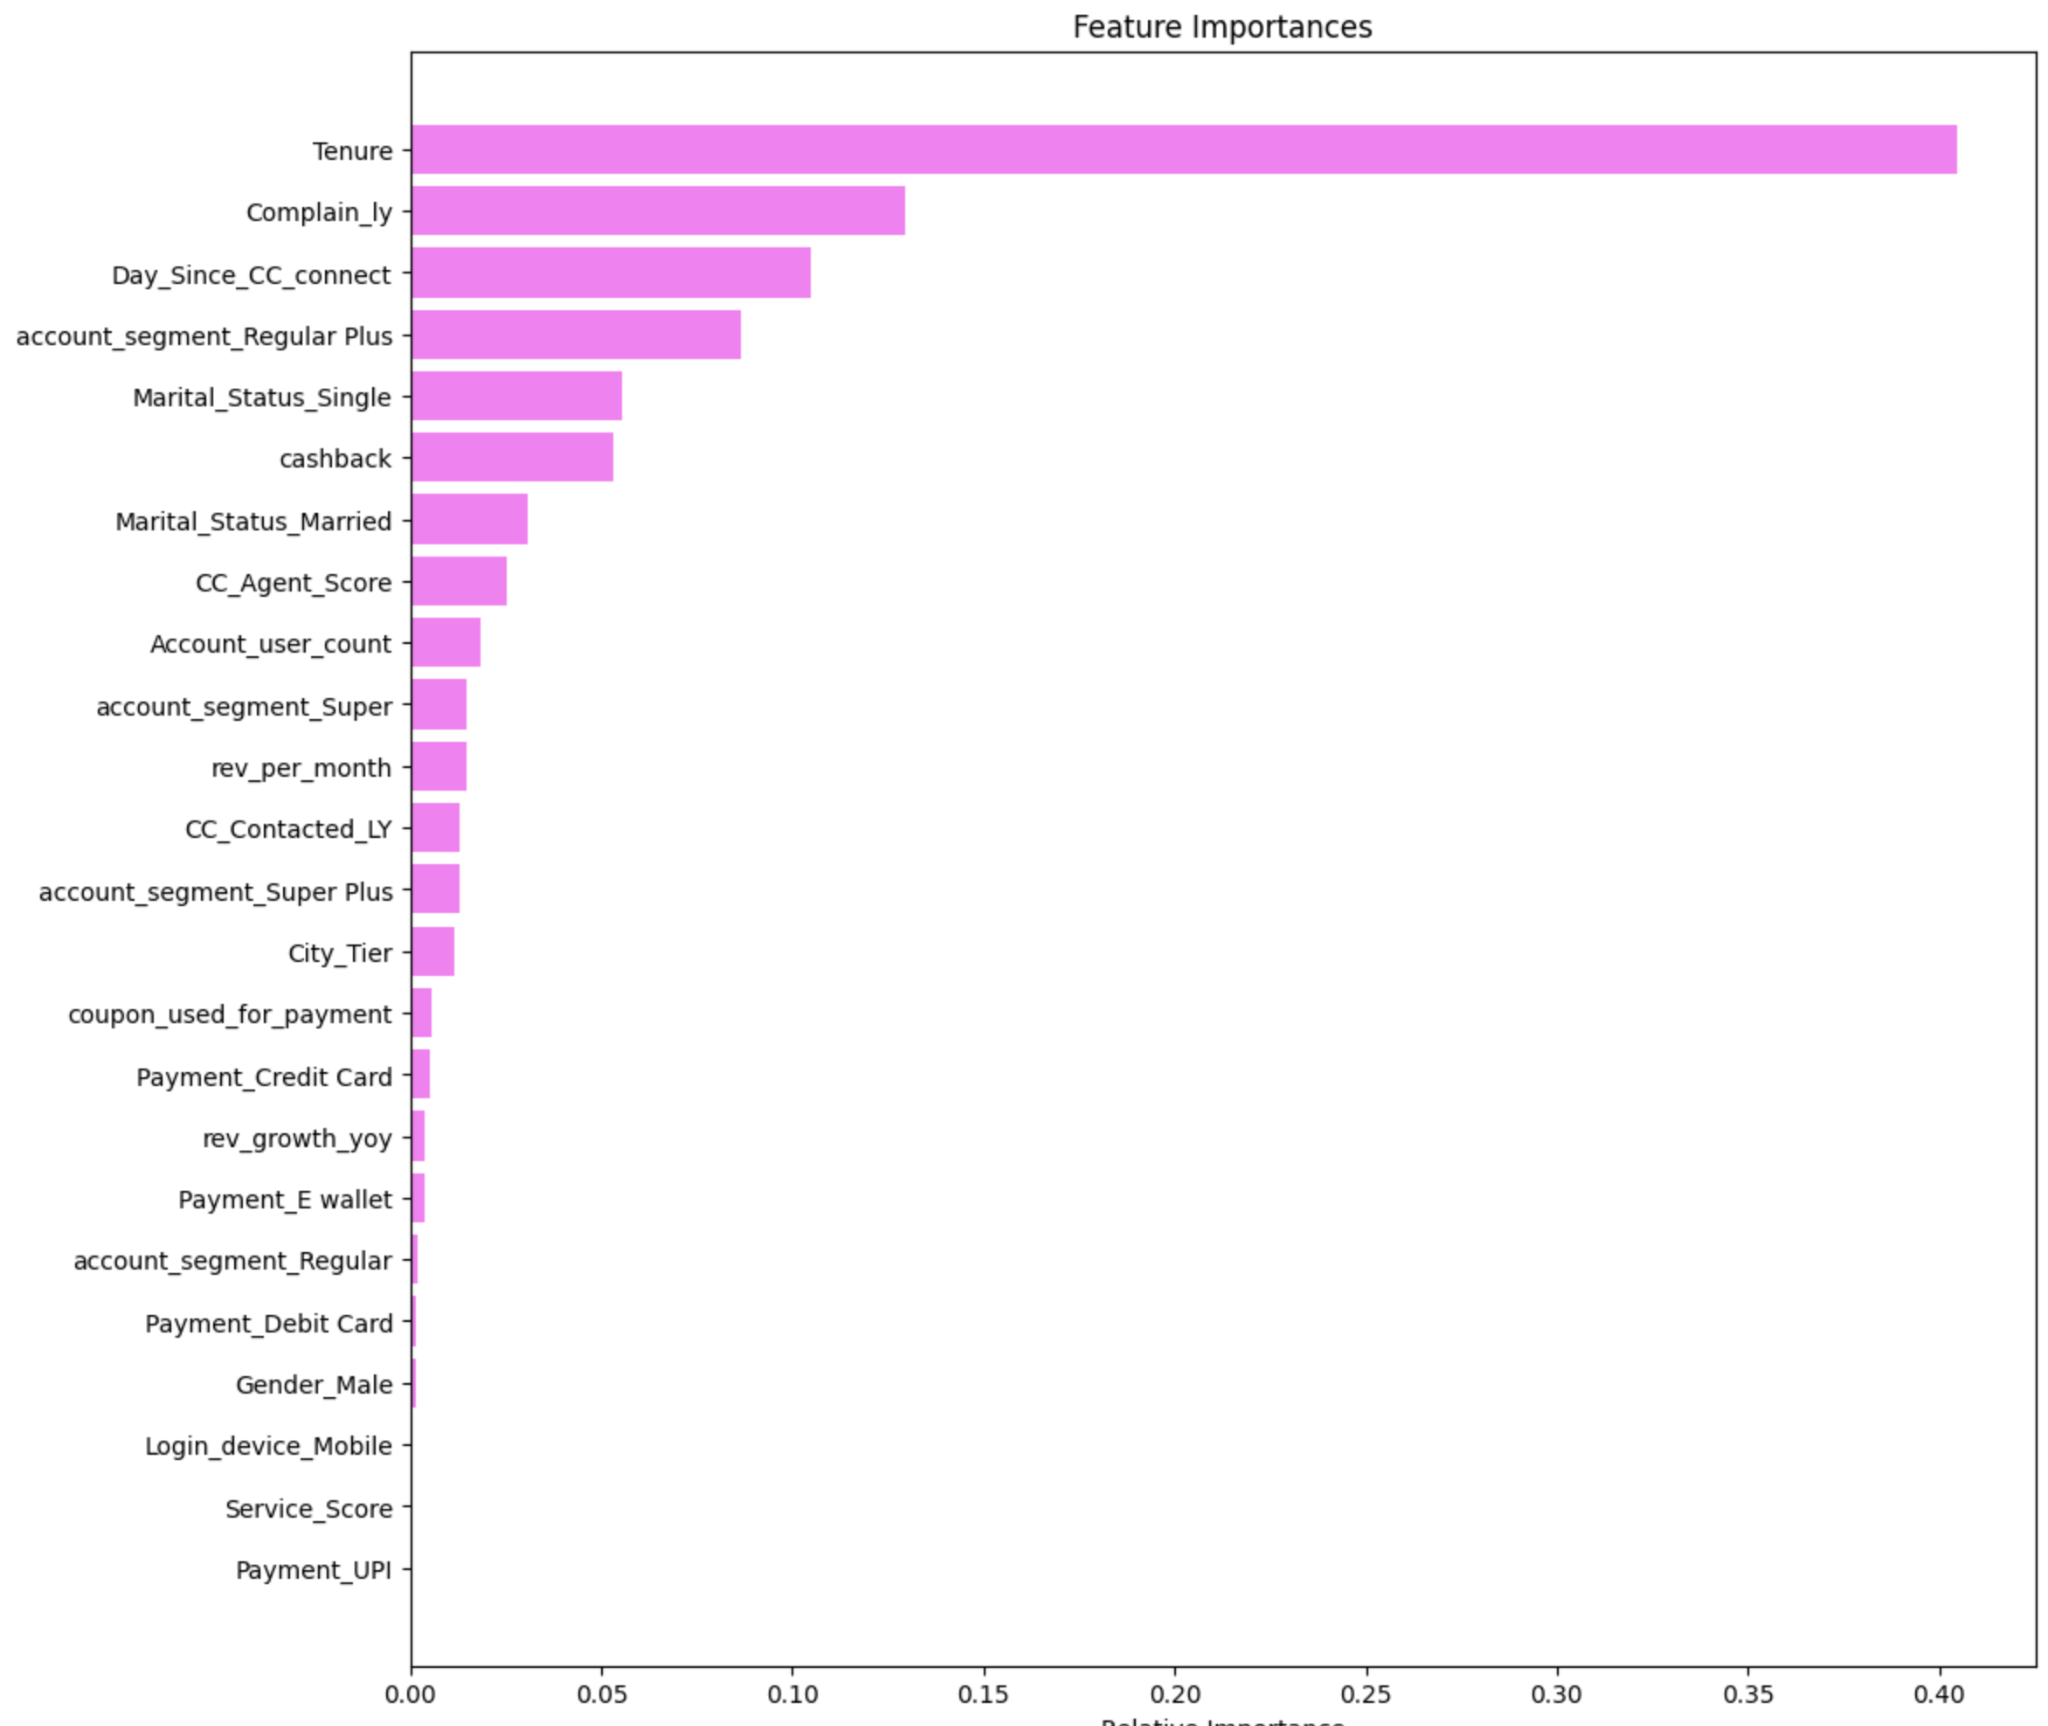 Feature Importances
Tenure
Complain_ly
Day_Since_CC_connect
account_segment_Regular Plus
Marital_Status_Single
cashback
Marital_Status_Married
CC_Agent_Score
Account_user_count
account_segment_Super
rev_per_month
CC_Contacted_LY
account_segment_Super Plus
City_Tier
coupon_used_for_payment
Payment_Credit Card
rev_growth_yoy
Payment_E wallet
account_segment_Regular
Payment_Debit Card
Gender_Male
Login_device_Mobile
Service_Score
Payment_UPI
0.00 0.05 0.10 0.15 0.20 0.25 0.30 0.35 0.40
Relative Importance